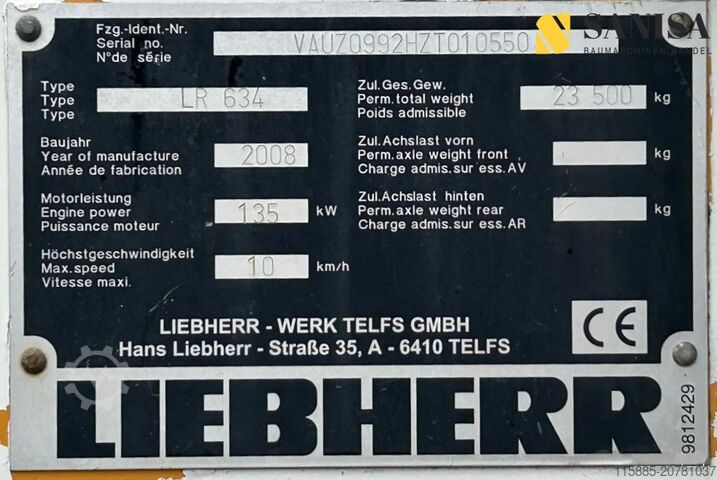 Fzg.-Ident.-Nr.
Serial no.
N°de série
VAUZ0992HZT010550
SANISA
BAUMASCHINENHANDEL
Type
Type
Type
LR 634
Zul.Ges.Gew.
Perm.total weight
Poids admissible
23 500 kg
Baujahr
Year of manufacture
Année de fabrication
2008
Zul.Achslast vorn
Perm.axle weight front
Charge admis.sur ess.AV
kg
Motorleistung
Engine power
Puissance moteur
135 kW
Zul.Achslast hinten
Perm.axle weight rear
Charge admis.sur ess.AR
kg
Höchstgeschwindigkeit
Max.speed
Vitesse maxi.
10 km/h
LIEBHERR - WERK TELFS GMBH
Hans Liebherr - Straße 35, A - 6410 TELFS
CE
LIEBHERR
9812429
115885-20781037